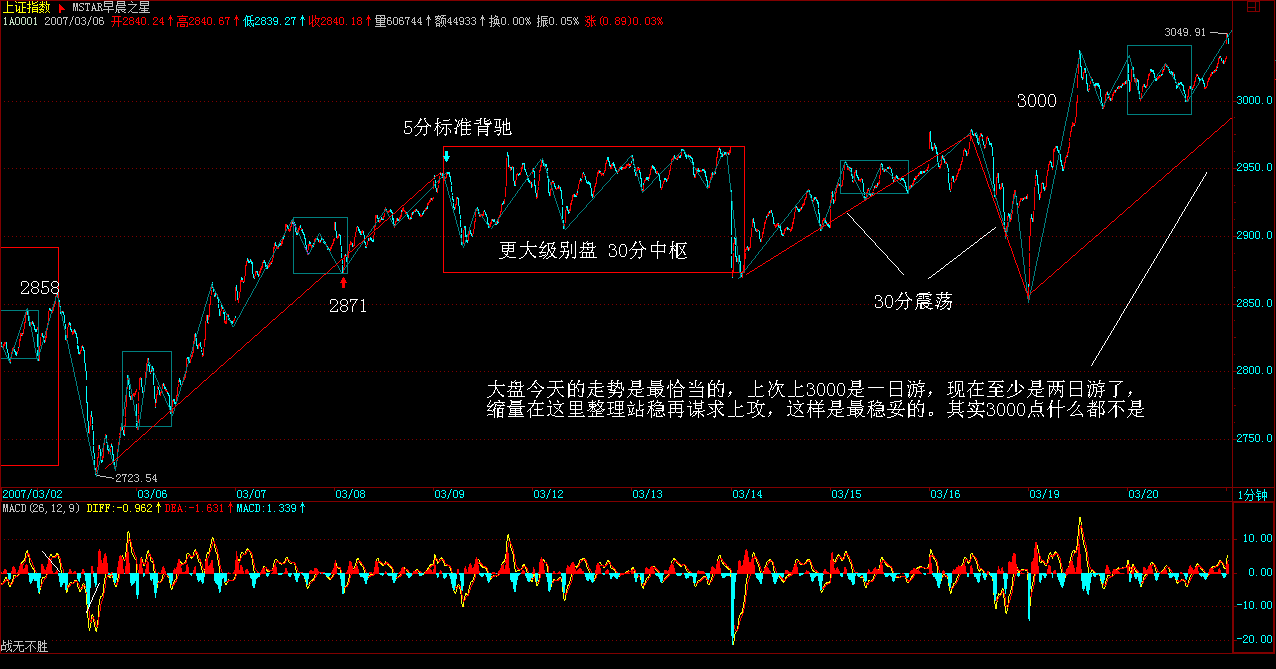 上证指数 MSTAR早晨之星
1A0001 2007/03/06 开2840.24↑高2840.87↑低2839.27↑收2840.18↑量606744↑额44933↑换0.00% 振0.05% 涨(0.89)0.03%
3049.91
3000
3000.0
5分标准背驰
2950.0
更大级别盘 30分中枢
2900.0
2858
2871
30分震荡
2850.0
2800.0
大盘今天的走势是最恰当的，上次上3000是一日游，现在至少是两日游了，
缩量在这里整理站稳再谋求上攻，这样是最稳妥的。其实3000点什么都不是
2750.0
2723.54
2007/03/02 03/06 03/07 03/08 03/09 03/12 03/13 03/14 03/15 03/16 03/19 03/20 1分钟
MACD(26,12,9) DIFF:-0.962↑DEA:-1.631↑MACD:1.339↑
10.00
0.00
-10.00
-20.00
战无不胜